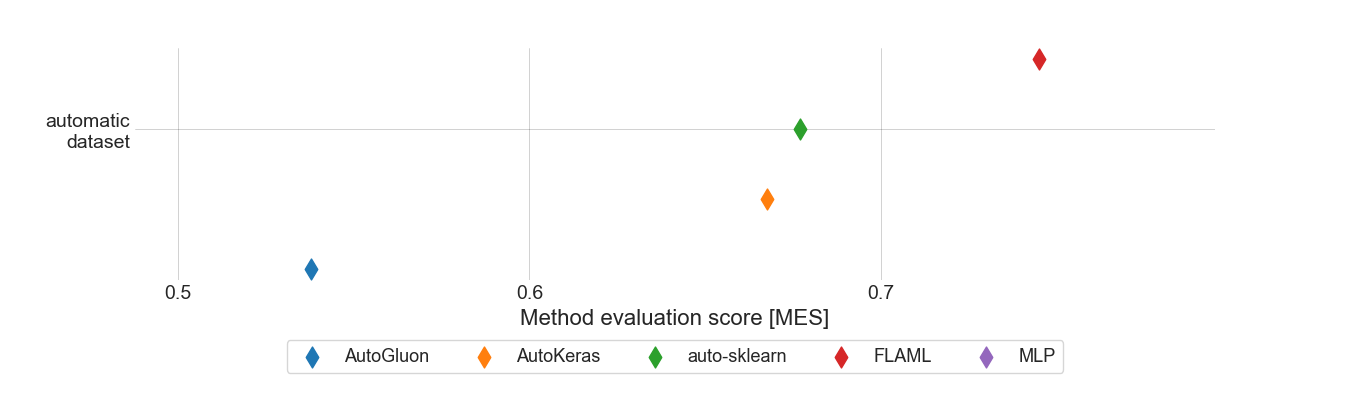 automatic
dataset
0.5 0.6 0.7
Method evaluation score [MES]
AutoGluon AutoKeras auto-sklearn FLAML MLP